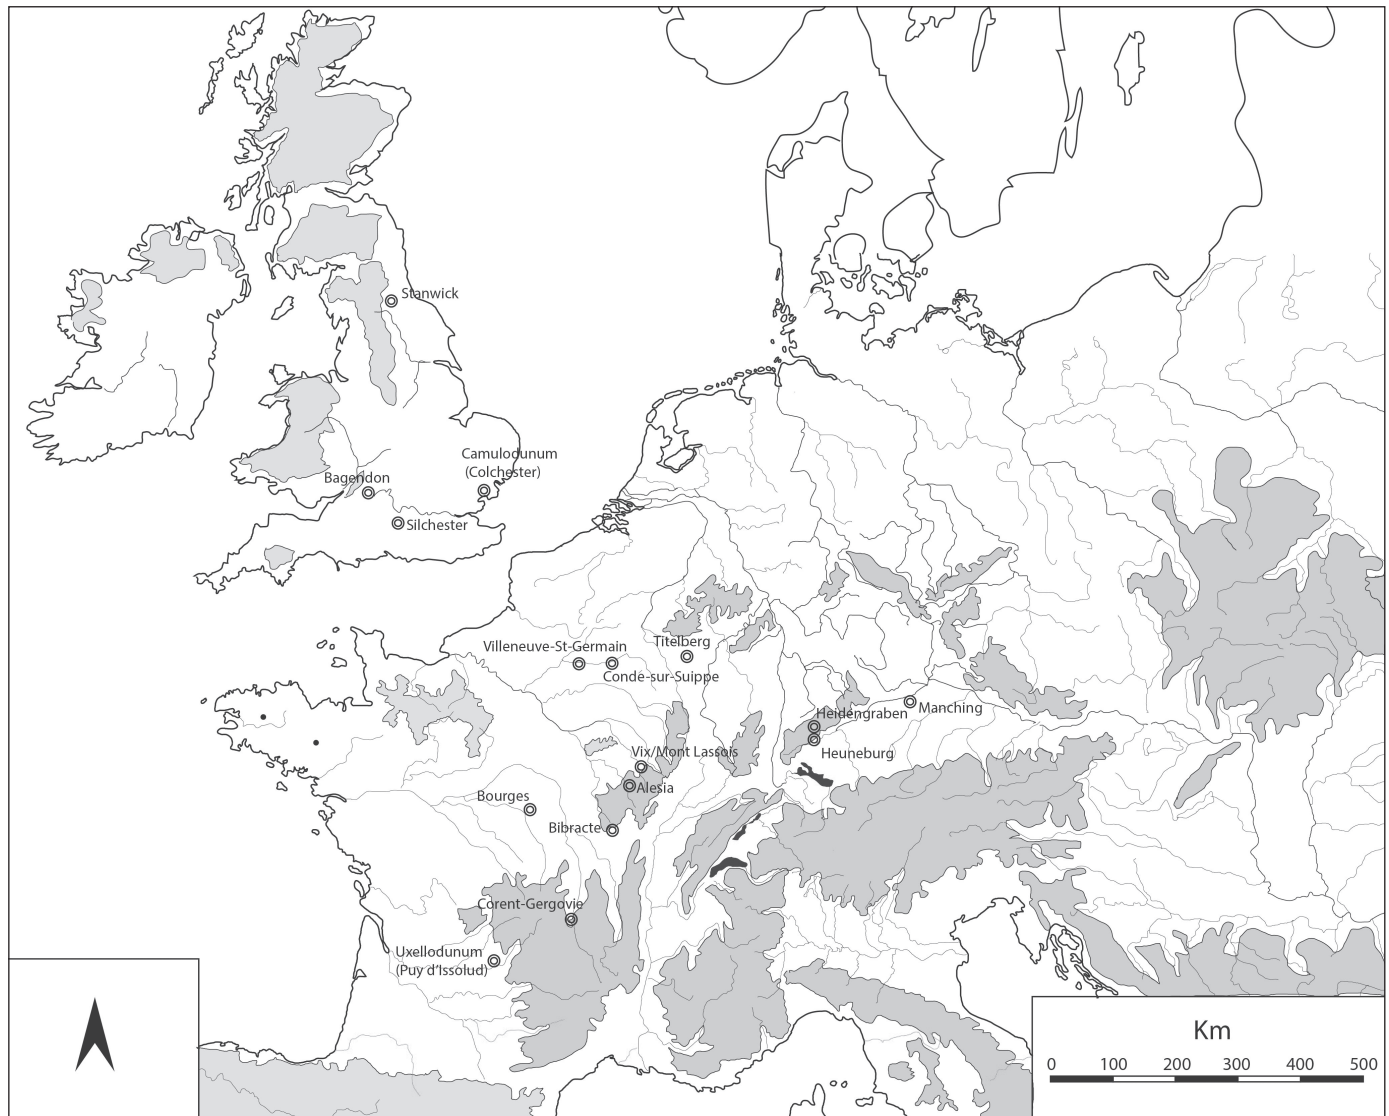 Stanwick
Camulodunum
(Colchester)
Bagendon
Silchester
Villeneuve-St-Germain
Titelberg
Condé-sur-Suippe
Manching
Heidengraben
Heuneburg
Vix/Mont Lassois
Alesia
Bourges
Bibracte
Corent-Gergovie
Uxellodunum
(Puy d'Issolud)
Km
0 100 200 300 400 500